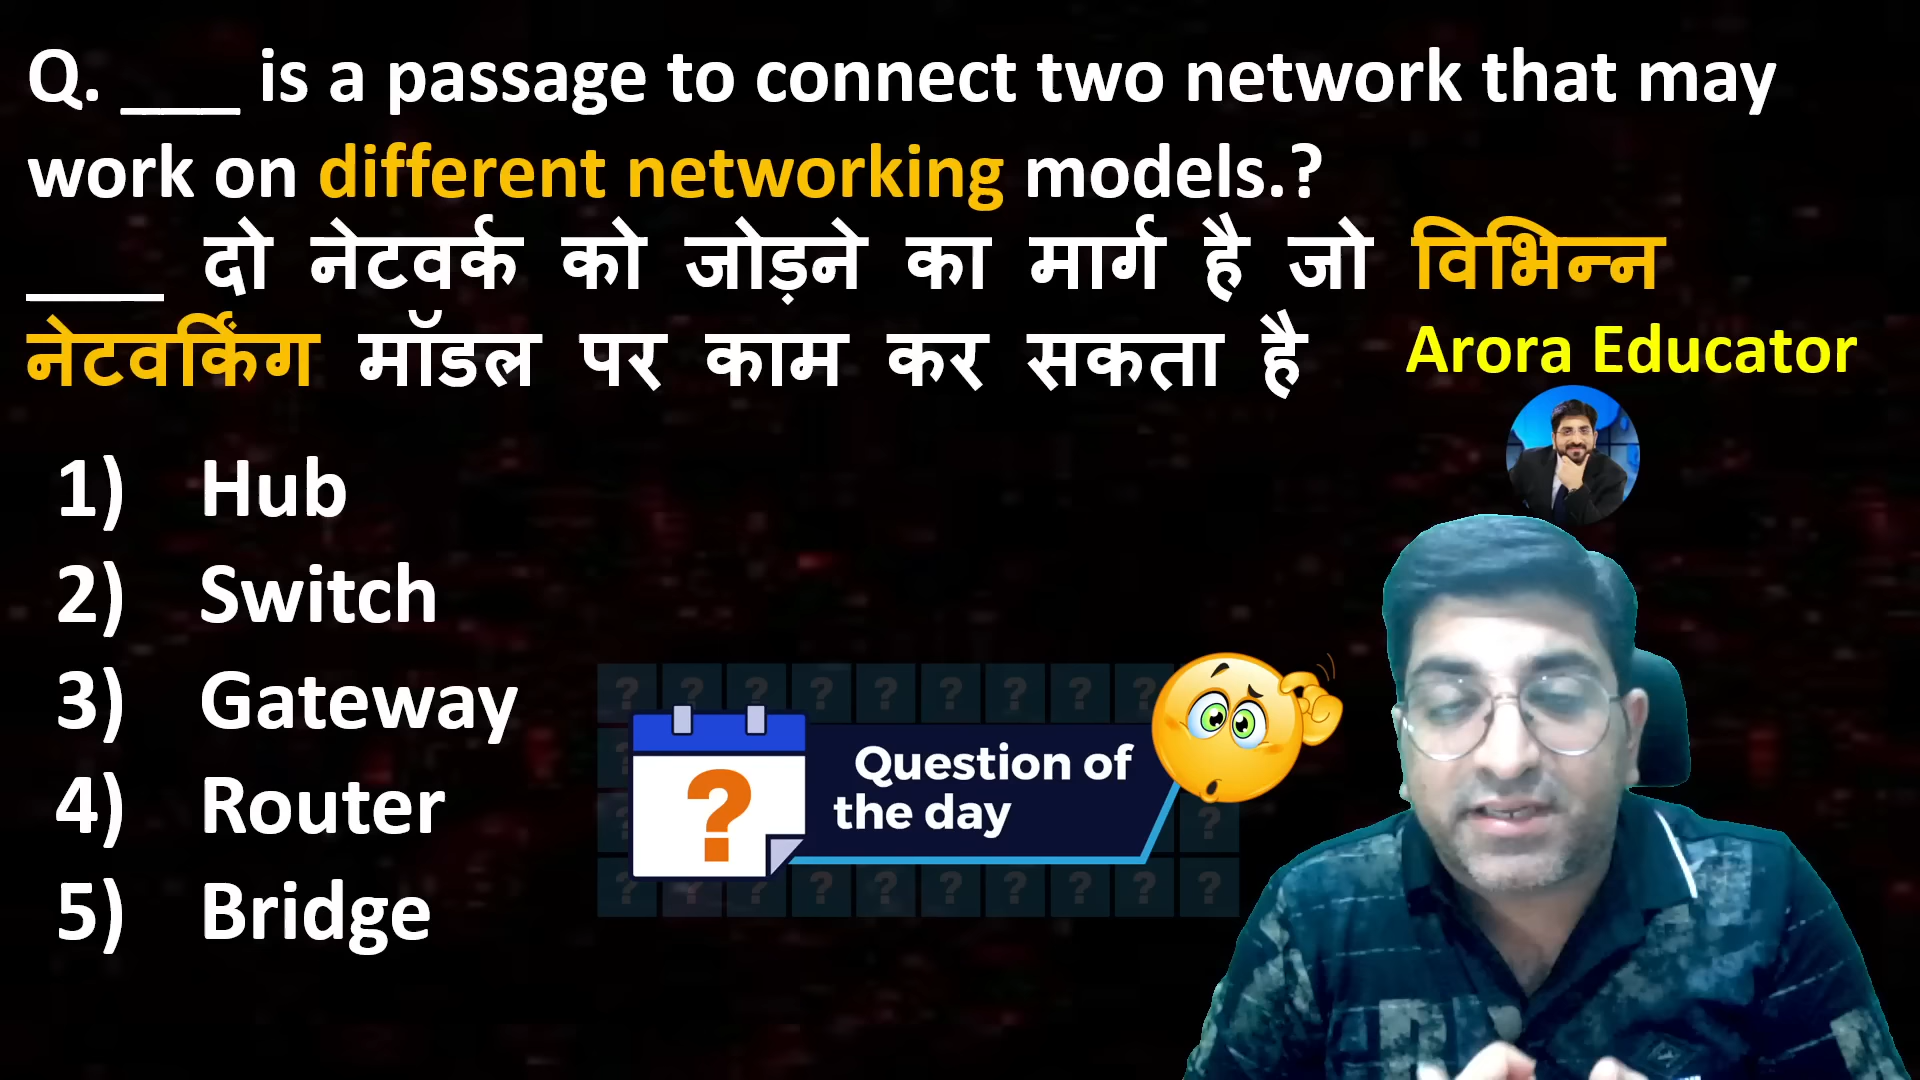 Q. ___ is a passage to connect two network that may
work on different networking models.?
____ दो नेटवर्क को जोड़ने का मार्ग है जो विभिन्न
नेटवर्किंग मॉडल पर काम कर सकता है
Arora Educator
1) Hub
2) Switch
3) Gateway
4) Router
5) Bridge
?
Question of
the day